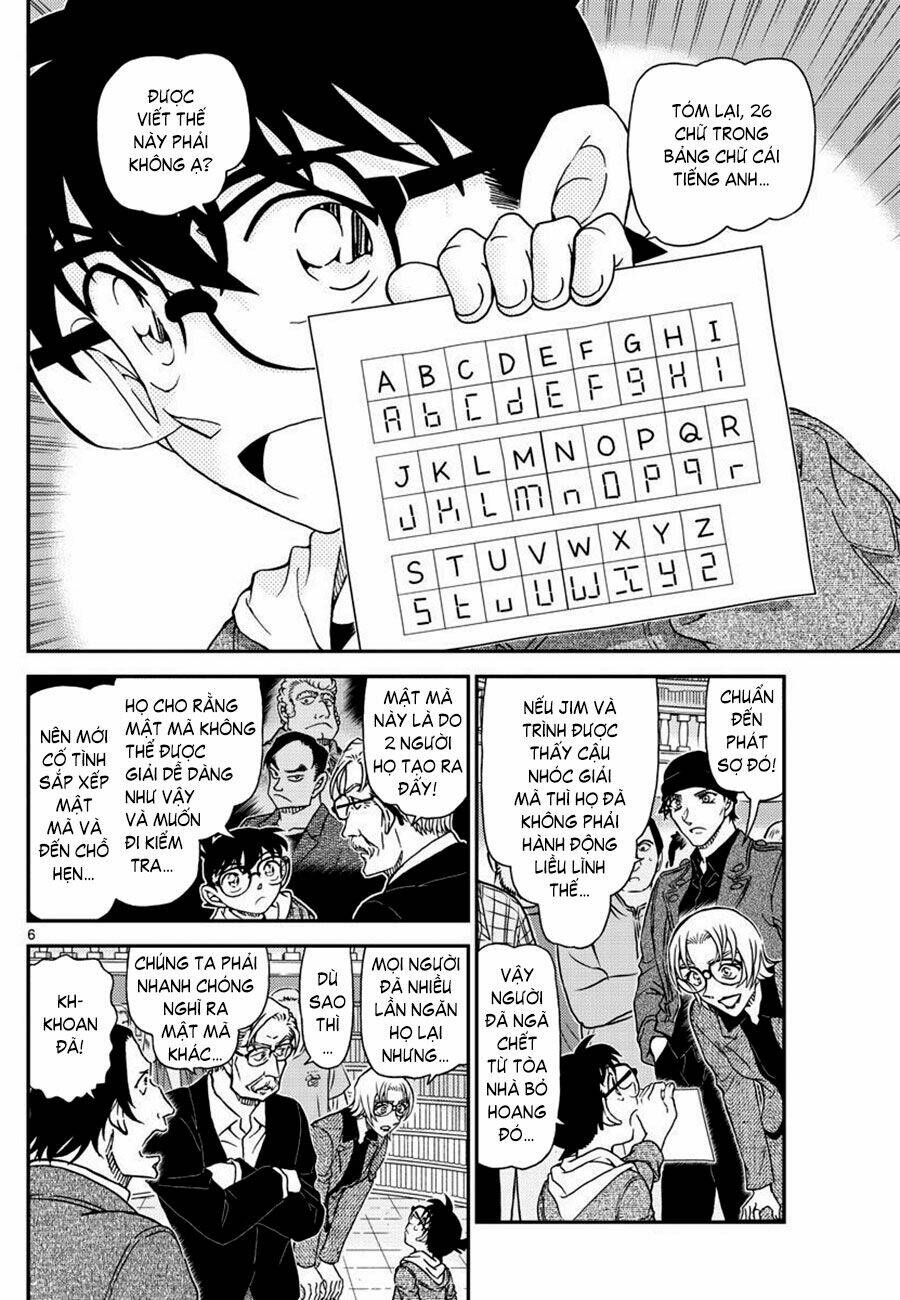 TÓM LẠI, 26
CHỮ TRONG
BẢNG CHỮ CÁI
TIẾNG ANH...
ĐƯỢC
VIẾT THẾ
NÀY PHẢI
KHÔNG Ạ?
A B C D E F G H I
A b C d E F g H I
J K L M N O P Q R
J K L M n O P q r
S T U V W X Y Z
S t u U W X y Z
CHUẨN
ĐẾN
PHÁT
SỢ ĐÓ!
NẾU JIM VÀ
TRÌNH ĐƯỢC
THẤY CẬU
NHÓC GIẢI
MÃ THÌ HỌ ĐÃ
KHÔNG PHẢI
HÀNH ĐỘNG
LIỀU LĨNH
THẾ...
VẬY
NGƯỜI
ĐÃ NGÃ
CHẾT
TỪ TÒA
NHÀ BỎ
HOANG
ĐÓ...
MẬT MÃ
NÀY LÀ DO
2 NGƯỜI
HỌ TẠO RA
ĐẤY!
HỌ CHO RẰNG
MẬT MÃ KHÔNG
THỂ ĐƯỢC
GIẢI DỄ DÀNG
NHƯ VẬY
VÀ MUỐN
ĐI KIỂM
TRA...
NÊN MỚI
CỐ TÌNH
SẮP XẾP
MẬT
MÃ VÀ
ĐẾN CHỖ
HẸN...
6
MỌI NGƯỜI
ĐÃ NHIỀU
LẦN NGĂN
HỌ LẠI
NHƯNG...
DÙ
SAO
THÌ
...
CHÚNG TA PHẢI
NHANH CHÓNG
NGHĨ RA
MẬT MÃ
KHÁC...
KH-
KHOAN
ĐÃ!